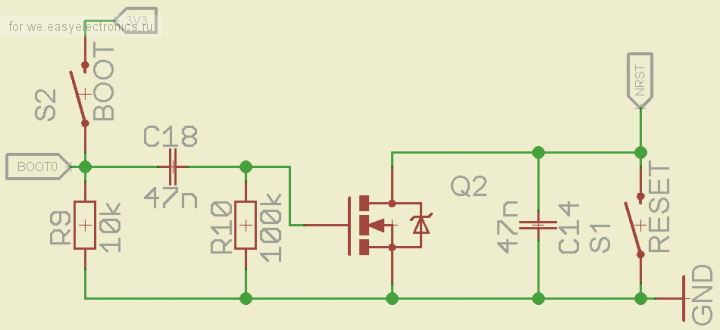 for we.easyelectronics.ru
3V3
S2
BOOT
BOOT0
C18
47n
R9
10k
R10
100k
Q2
47n
C14
S1
RESET
NRST
GND